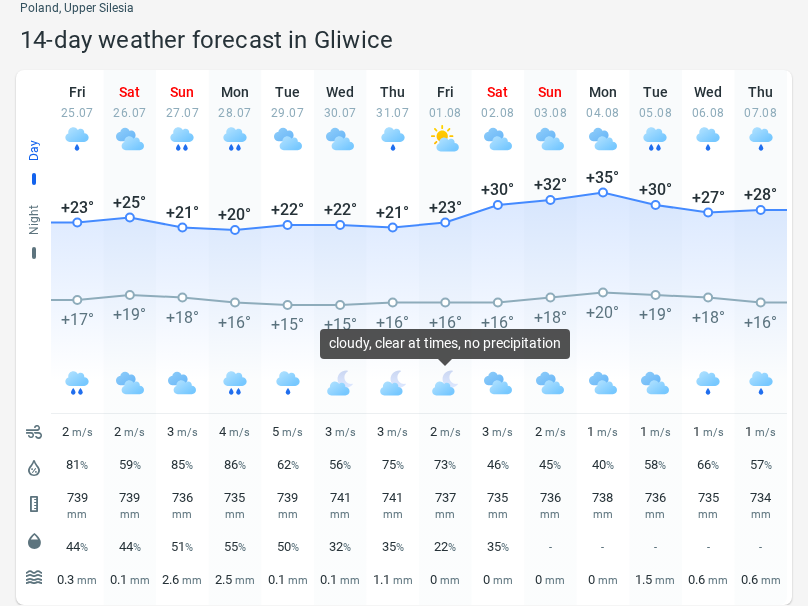 Poland, Upper Silesia
14-day weather forecast in Gliwice
Fri Sat Sun Mon Tue Wed Thu Fri Sat Sun Mon Tue Wed Thu
25.07 26.07 27.07 28.07 29.07 30.07 31.07 01.08 02.08 03.08 04.08 05.08 06.08 07.08
Day
+23° +25° +21° +20° +22° +22° +21° +23° +30° +32° +35° +30° +27° +28°
Night
+17° +19° +18° +16° +15° +15° +16° +16° +16° +18° +20° +19° +18° +16°
cloudy, clear at times, no precipitation
2 m/s 2 m/s 3 m/s 4 m/s 5 m/s 3 m/s 3 m/s 2 m/s 3 m/s 2 m/s 1 m/s 1 m/s 1 m/s 1 m/s
81% 59% 85% 86% 62% 56% 75% 73% 46% 45% 40% 58% 66% 57%
739 739 736 735 739 741 741 737 735 736 738 736 735 734
mm mm mm mm mm mm mm mm mm mm mm mm mm mm
44% 44% 51% 55% 50% 32% 35% 22% 35% - - - - -
0.3 mm 0.1 mm 2.6 mm 2.5 mm 0.1 mm 0.1 mm 1.1 mm 0 mm 0 mm 0 mm 0 mm 1.5 mm 0.6 mm 0.6 mm